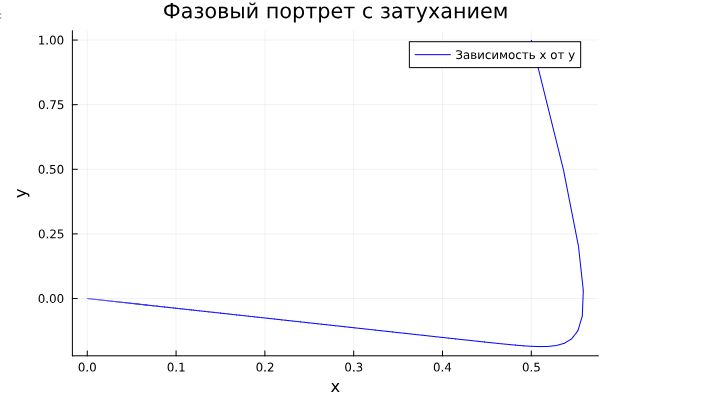 Фазовый портрет с затуханием
1.00
Зависимость x от y
0.75
0.50
y
0.25
0.00
0.0 0.1 0.2 0.3 0.4 0.5
x